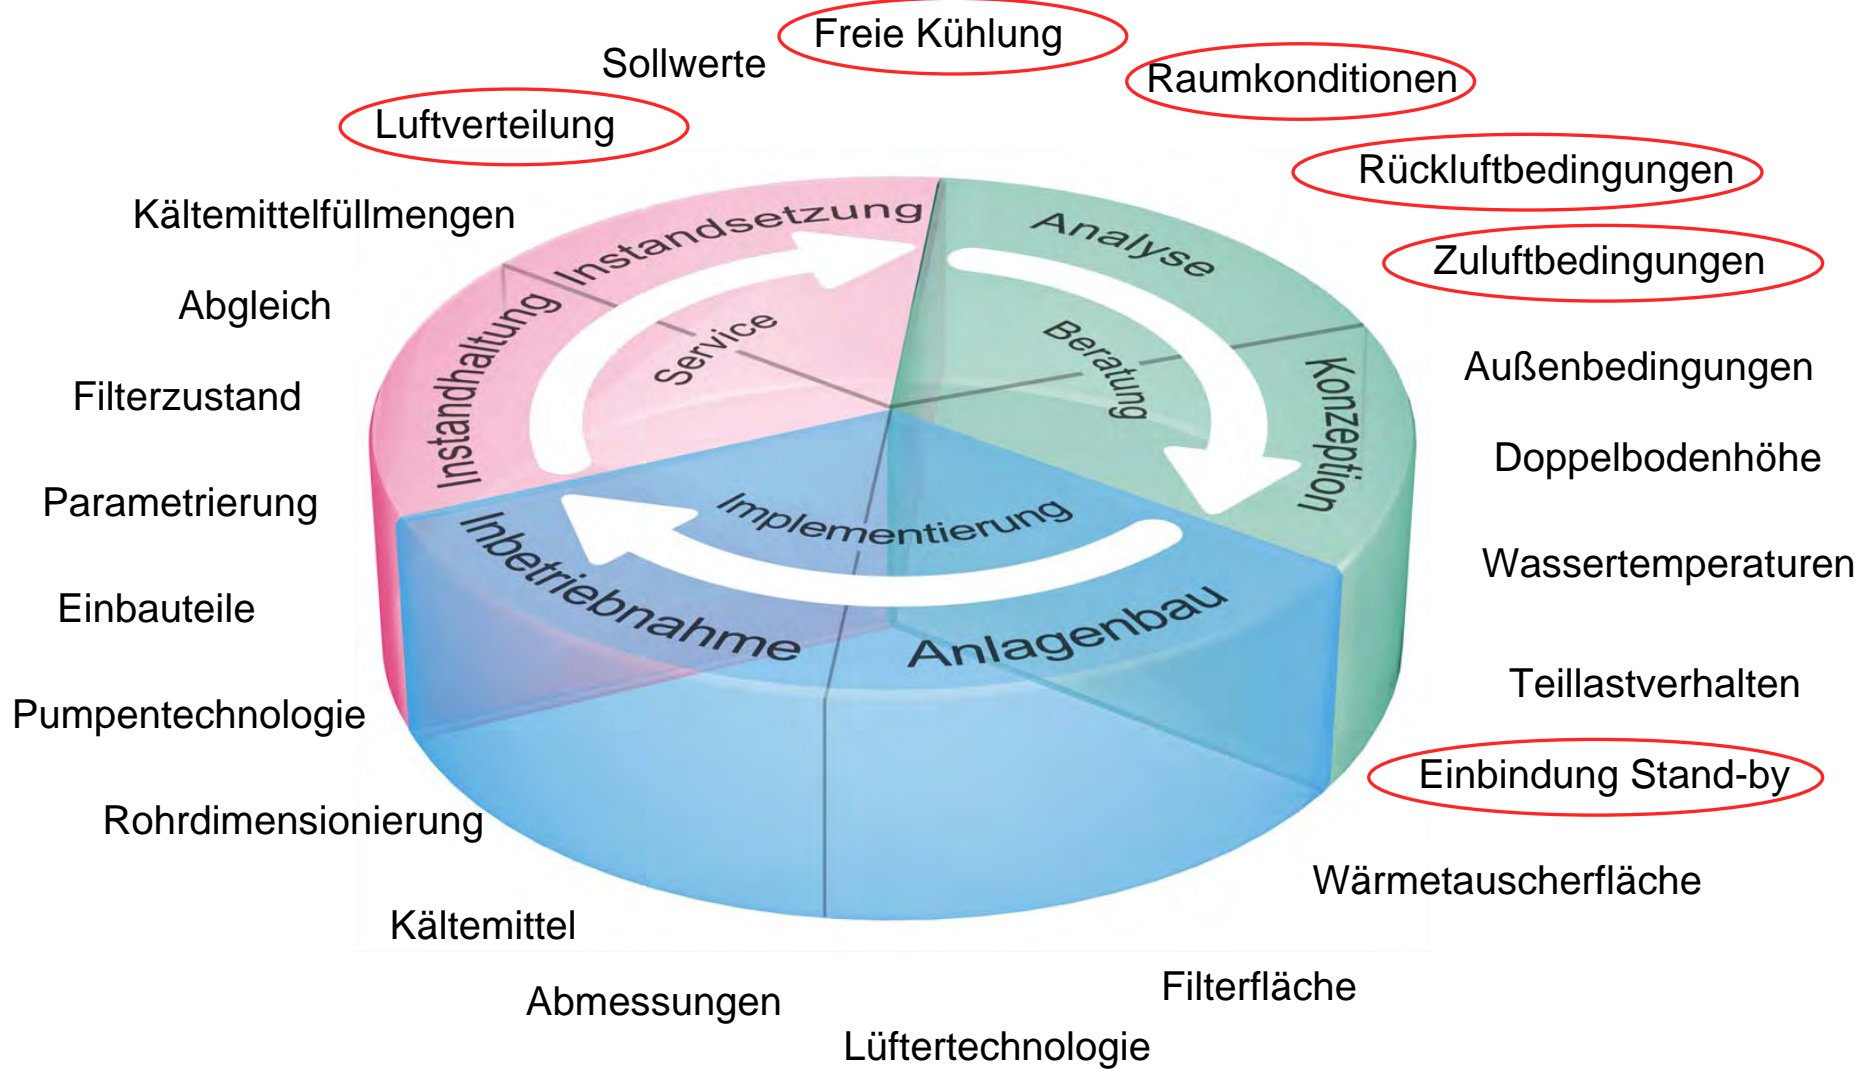 Freie Kühlung
Sollwerte
Raumkonditionen
Luftverteilung
Rückluftbedingungen
Kältemittelfüllmengen
Instandsetzung
Analyse
Zuluftbedingungen
Abgleich
Instandhaltung
Service
Beratung
Konzeption
Außenbedingungen
Filterzustand
Doppelbodenhöhe
Parametrierung
Implementierung
Wassertemperaturen
Inbetriebnahme
Anlagenbau
Einbauteile
Teillastverhalten
Pumpentechnologie
Einbindung Stand-by
Rohrdimensionierung
Wärmetauscherfläche
Kältemittel
Filterfläche
Abmessungen
Lüftertechnologie